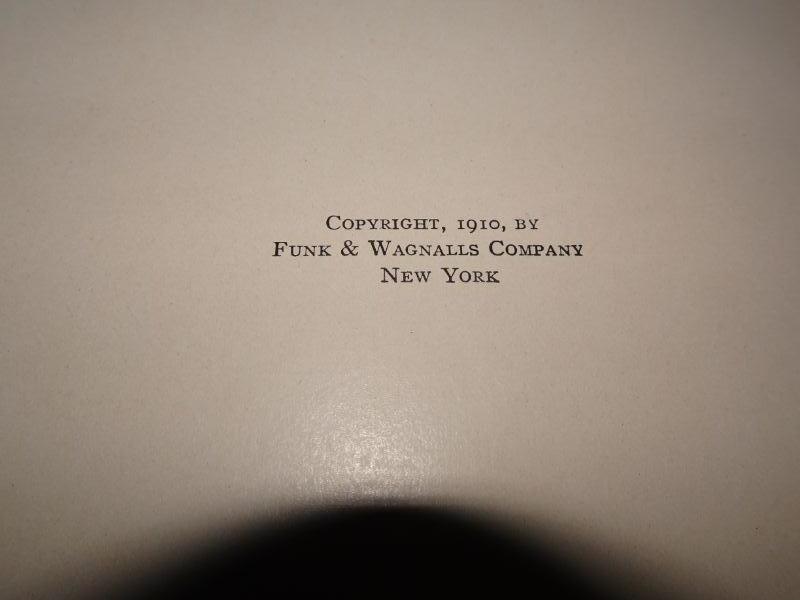 Copyright, 1910, by
Funk & Wagnalls Company
New York